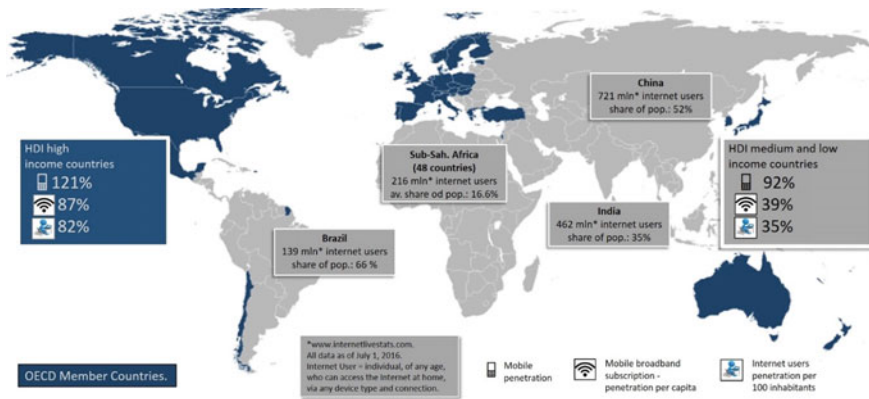 China
721 mln* internet users
share of pop.: 52%
HDI high
income countries
121%
87%
82%
Sub-Sah. Africa
(48 countries)
216 mln* internet users
av. share od pop.: 16.6%
HDI medium and low
income countries
92%
39%
35%
India
462 mln* internet users
share of pop.: 35%
Brazil
139 mln* internet users
share of pop.: 66 %
*www.internetlivestats.com.
All data as of July 1, 2016.
Internet User = individual, of any age,
who can access the Internet at home,
via any device type and connection.
OECD Member Countries.
Mobile
penetration
Mobile broadband
subscription -
penetration per capita
Internet users
penetration per
100 inhabitants